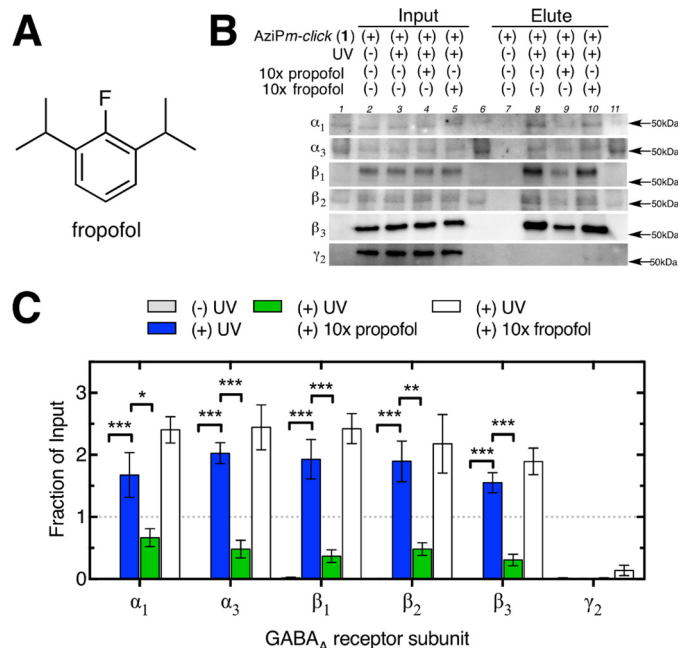 A
F
fropofol
B
Input Elute
AziPm-click (1) (+) (+) (+) (+) (+) (+) (+) (+) (+)
UV (-) (+) (+) (+) (-) (+) (+) (+)
10x propofol (-) (-) (+) (-) (-) (-) (+) (-)
10x fropofol (-) (-) (-) (+) (-) (-) (-) (+)
1 2 3 4 5 6 7 8 9 10 11
α1 50kDa
α3 50kDa
β1 50kDa
β2 50kDa
β3 50kDa
γ2 50kDa
C
(-) UV (+) UV (+) UV
(+) UV (+) 10x propofol (+) 10x fropofol
Fraction of Input
3
2
1
0
*** * *** *** *** *** *** ** *** ***
α1 α3 β1 β2 β3 γ2
GABAA receptor subunit